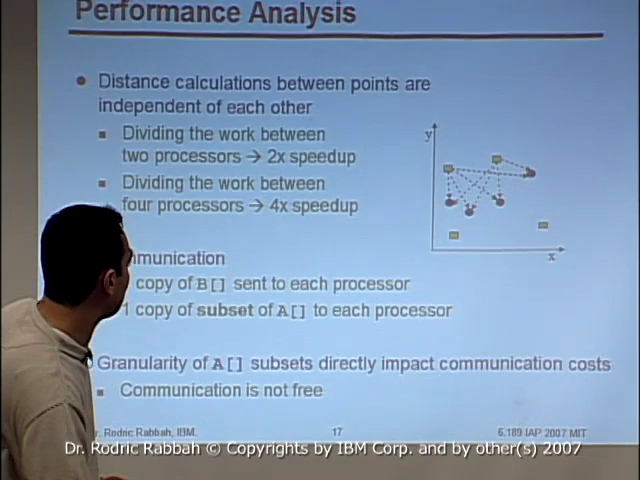 Performance Analysis
Distance calculations between points are
independent of each other
Dividing the work between
two processors → 2x speedup
Dividing the work between
four processors → 4x speedup
mmunication
copy of B[] sent to each processor
1 copy of subset of A[] to each processor
Granularity of A[] subsets directly impact communication costs
Communication is not free
y
x
Dr. Rodric Rabbah, IBM.
17
6.189 IAP 2007 MIT
Dr. Rodric Rabbah © Copyrights by IBM Corp. and by other(s) 2007